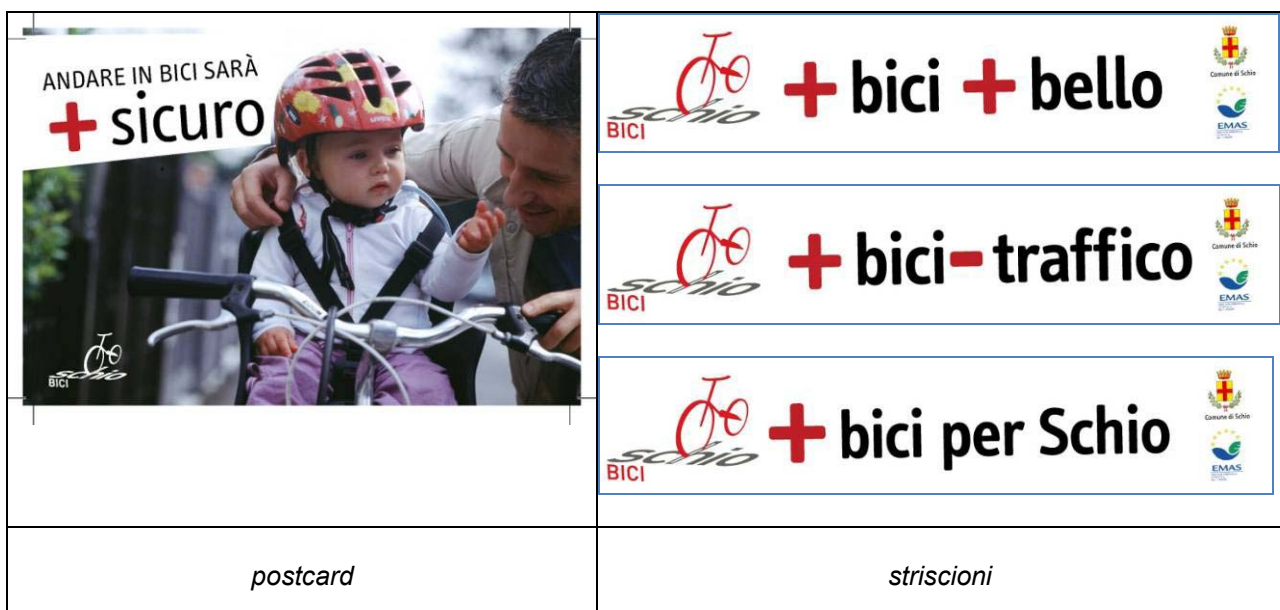 ANDARE IN BICI SARÀ
+ sicuro
uvex
schio
BICI
schio
BICI
+ bici + bello
Comune di Schio
EMAS
schio
BICI
+ bici - traffico
Comune di Schio
EMAS
schio
BICI
+ bici per Schio
Comune di Schio
EMAS
postcard
striscioni